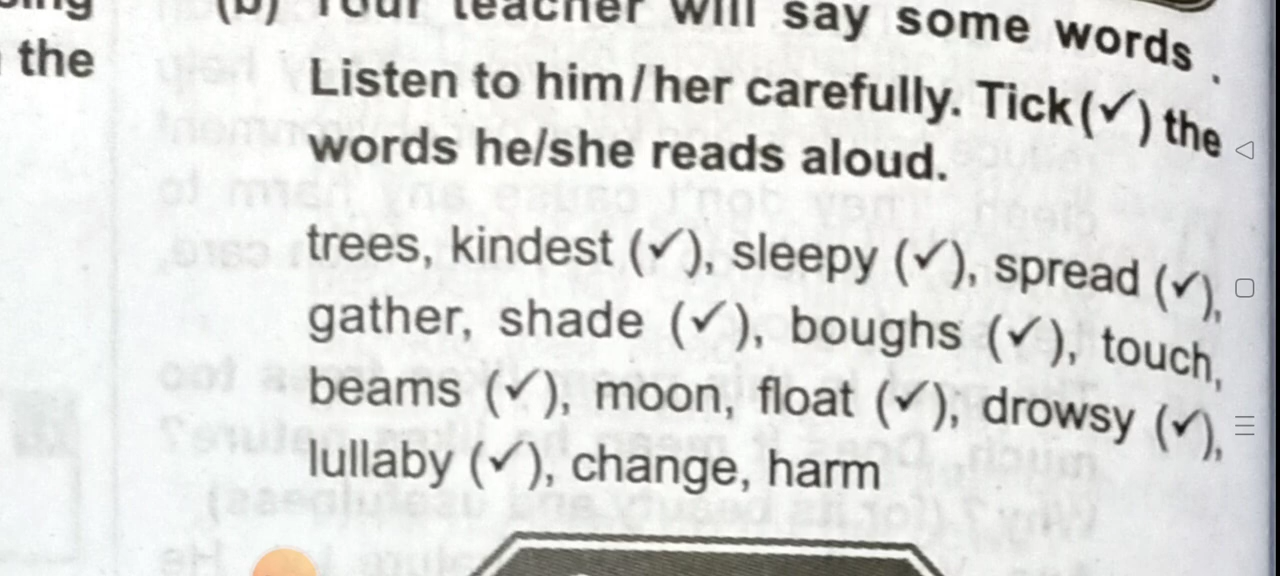 the
(b) Your teacher will say some words .
Listen to him/her carefully. Tick(✓) the
words he/she reads aloud.
trees, kindest (✓), sleepy (✓), spread (✓),
gather, shade (✓), boughs (✓), touch,
beams (✓), moon, float (✓), drowsy (✓),
lullaby (✓), change, harm